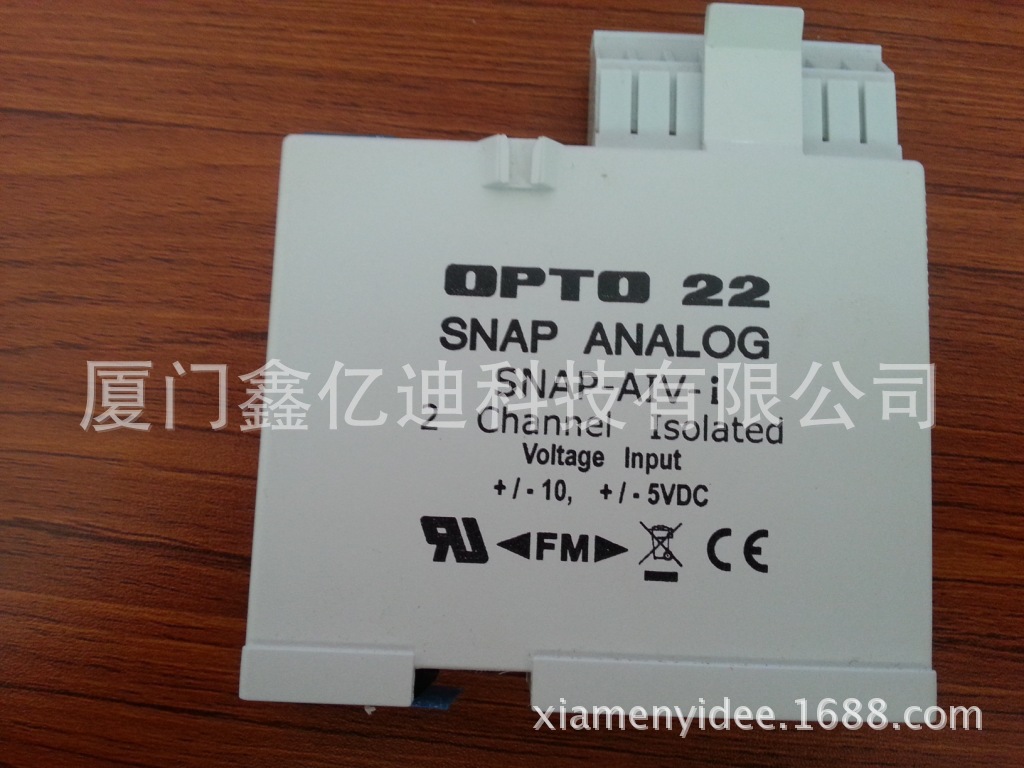 OPTO 22
SNAP ANALOG
SNAP-AIV-i
厦门鑫亿迪科技有限公司
2 Channel Isolated
Voltage Input
+/-10, +/-5VDC
FM
CE
xiamenyidee.1688.com